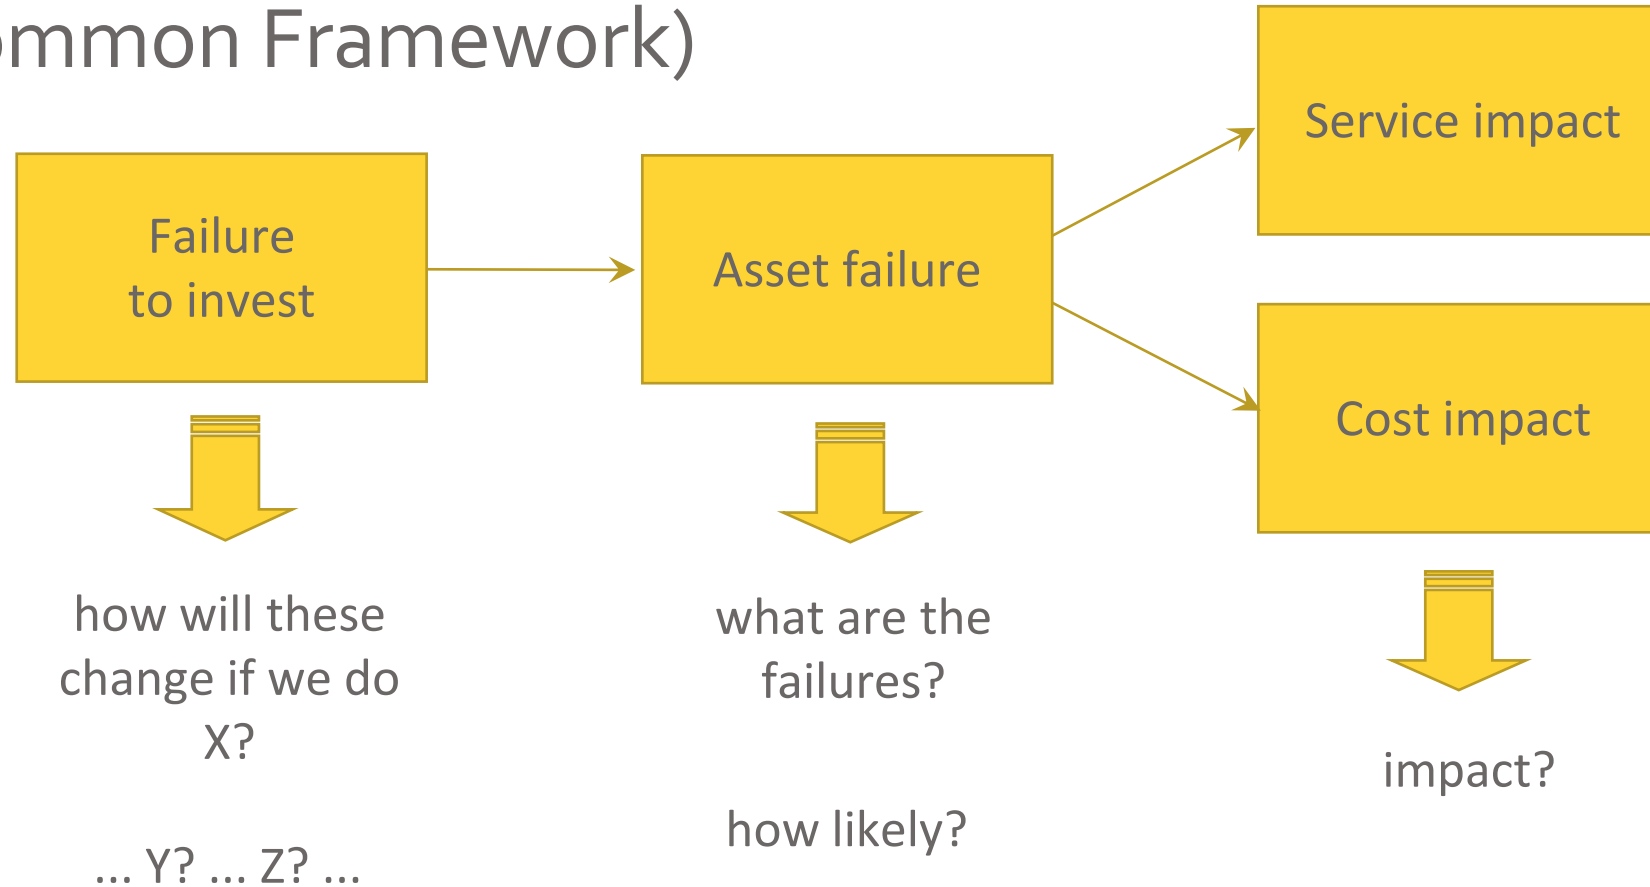 ommon Framework)
Service impact
Failure
to invest
Asset failure
Cost impact
how will these
change if we do
X?
... Y? ... Z? ...
what are the
failures?
how likely?
impact?